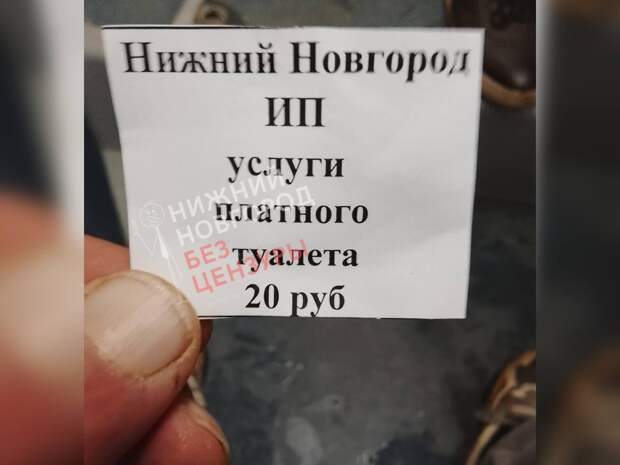 Нижний Новгород
ИП
услуги
платного
туалета
20 руб
НИЖНИЙ
НОВГОРОД
БЕЗ
ЦЕНЗУРЫ